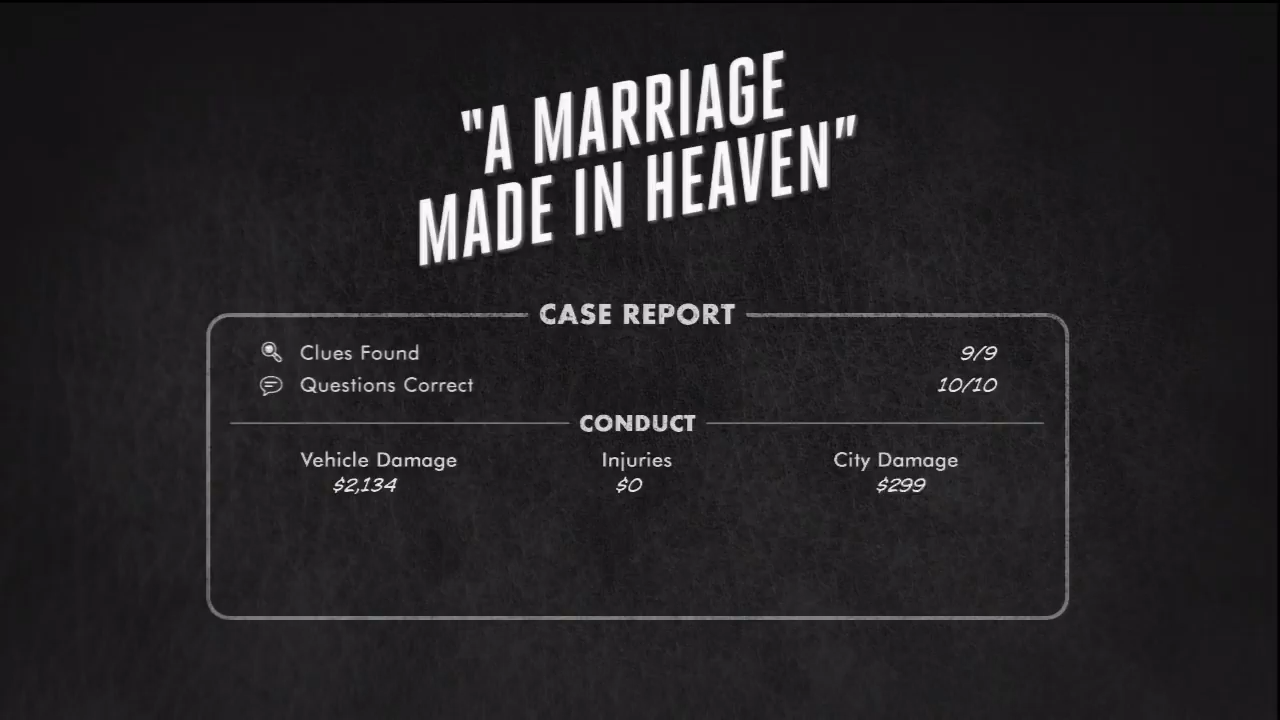 "A MARRIAGE
MADE IN HEAVEN"
CASE REPORT
Clues Found 9/9
Questions Correct 10/10
CONDUCT
Vehicle Damage Injuries City Damage
$2,134 $0 $299